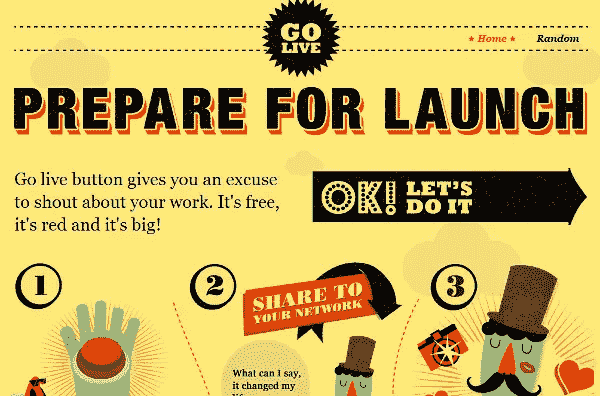 GO
LIVE
★ Home ★ Random
PREPARE FOR LAUNCH
Go live button gives you an excuse
to shout about your work. It's free,
it's red and it's big!
OK! LET'S
DO IT
1
2
3
SHARE TO
YOUR NETWORK
What can I say,
it changed my